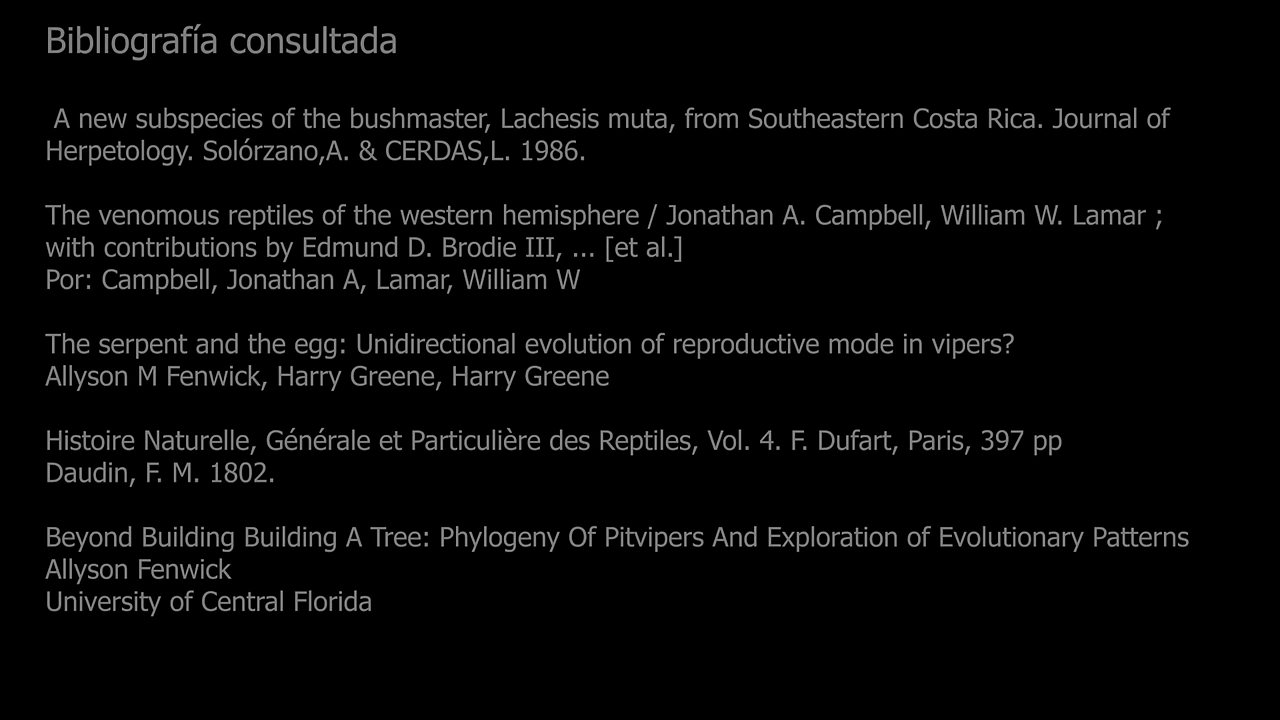 Bibliografía consultada
A new subspecies of the bushmaster, Lachesis muta, from Southeastern Costa Rica. Journal of
Herpetology. Solórzano,A. & CERDAS,L. 1986.
The venomous reptiles of the western hemisphere / Jonathan A. Campbell, William W. Lamar ;
with contributions by Edmund D. Brodie III, ... [et al.]
Por: Campbell, Jonathan A, Lamar, William W
The serpent and the egg: Unidirectional evolution of reproductive mode in vipers?
Allyson M Fenwick, Harry Greene, Harry Greene
Histoire Naturelle, Générale et Particulière des Reptiles, Vol. 4. F. Dufart, Paris, 397 pp
Daudin, F. M. 1802.
Beyond Building Building A Tree: Phylogeny Of Pitvipers And Exploration of Evolutionary Patterns
Allyson Fenwick
University of Central Florida